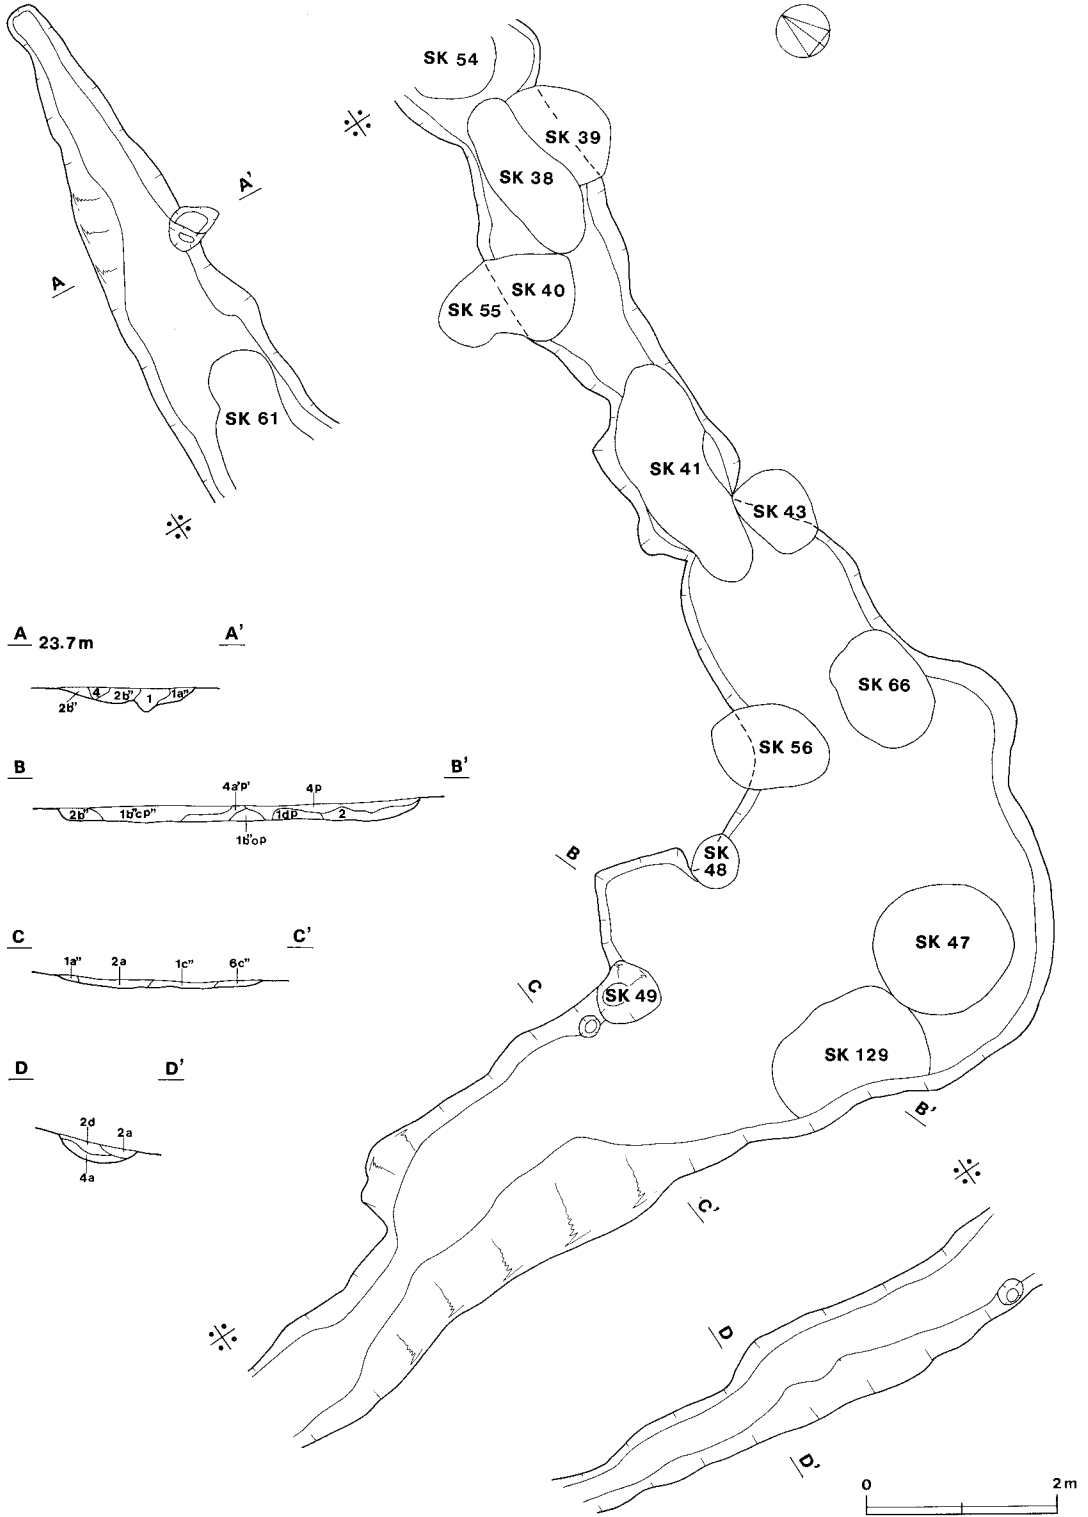 SK 54
SK 39
SK 38
A'
A
SK 40
SK 55
SK 61
SK 41
SK 43
A 23.7m A'
4 2b" 1 1a"
2b"
SK 66
SK 56
B B'
4a'p' 4p
2b" 1b"cp" 1dp 2
1b"op
SK
48
B
SK 47
C C'
1a" 2a 1c" 6c"
C
SK 49
SK 129
D D'
2d 2a
4a
B'
C'
D
D'
0 2m